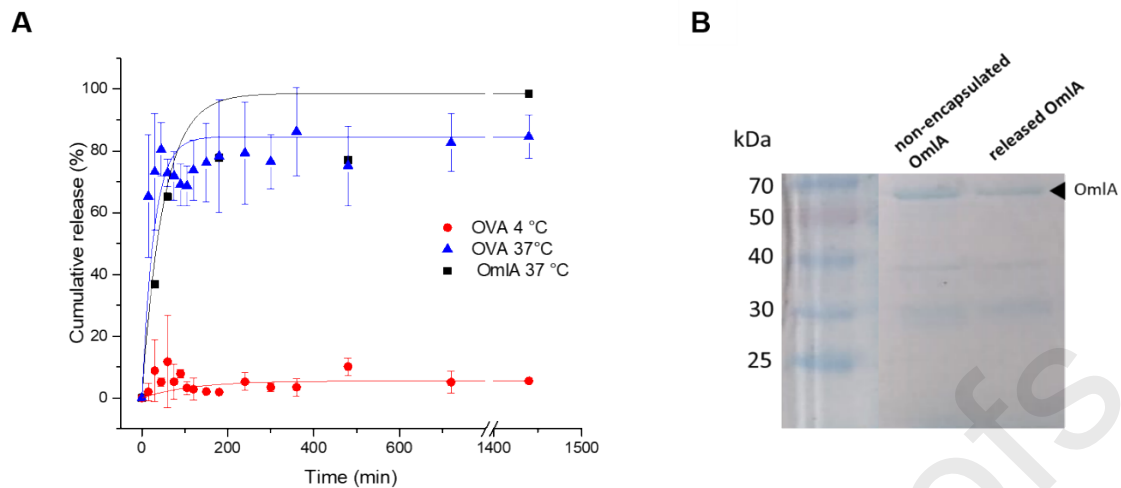 A
B
Cumulative release (%)
100
80
60
40
20
0
0
200
400
600
1400
1500
Time (min)
OVA 4 °C
OVA 37°C
OmlA 37 °C
kDa
non-encapsulated
OmlA
released OmlA
70
50
40
30
25
OmlA
ofs